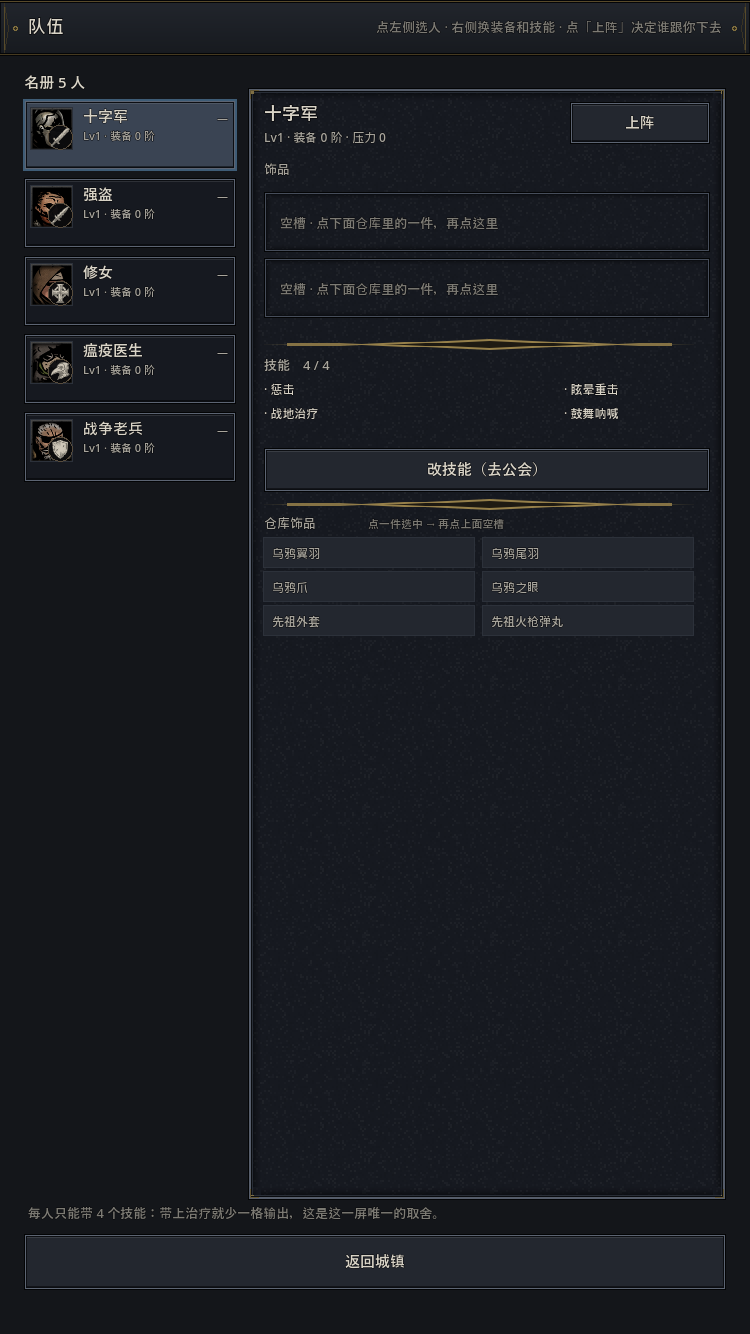 队伍
点左侧选人 · 右侧换装备和技能 · 点「上阵」决定谁跟你下去
名册 5 人
十字军 —
Lv1 · 装备 0 阶
强盗 —
Lv1 · 装备 0 阶
修女 —
Lv1 · 装备 0 阶
瘟疫医生 —
Lv1 · 装备 0 阶
战争老兵 —
Lv1 · 装备 0 阶
十字军
Lv1 · 装备 0 阶 · 压力 0
上阵
饰品
空槽 · 点下面仓库里的一件，再点这里
空槽 · 点下面仓库里的一件，再点这里
技能 4 / 4
· 惩击 · 眩晕重击
· 战地治疗 · 鼓舞呐喊
改技能（去公会）
仓库饰品 点一件选中 → 再点上面空槽
乌鸦翼羽 乌鸦尾羽
乌鸦爪 乌鸦之眼
先祖外套 先祖火枪弹丸
每人只能带 4 个技能：带上治疗就少一格输出，这是这一屏唯一的取舍。
返回城镇